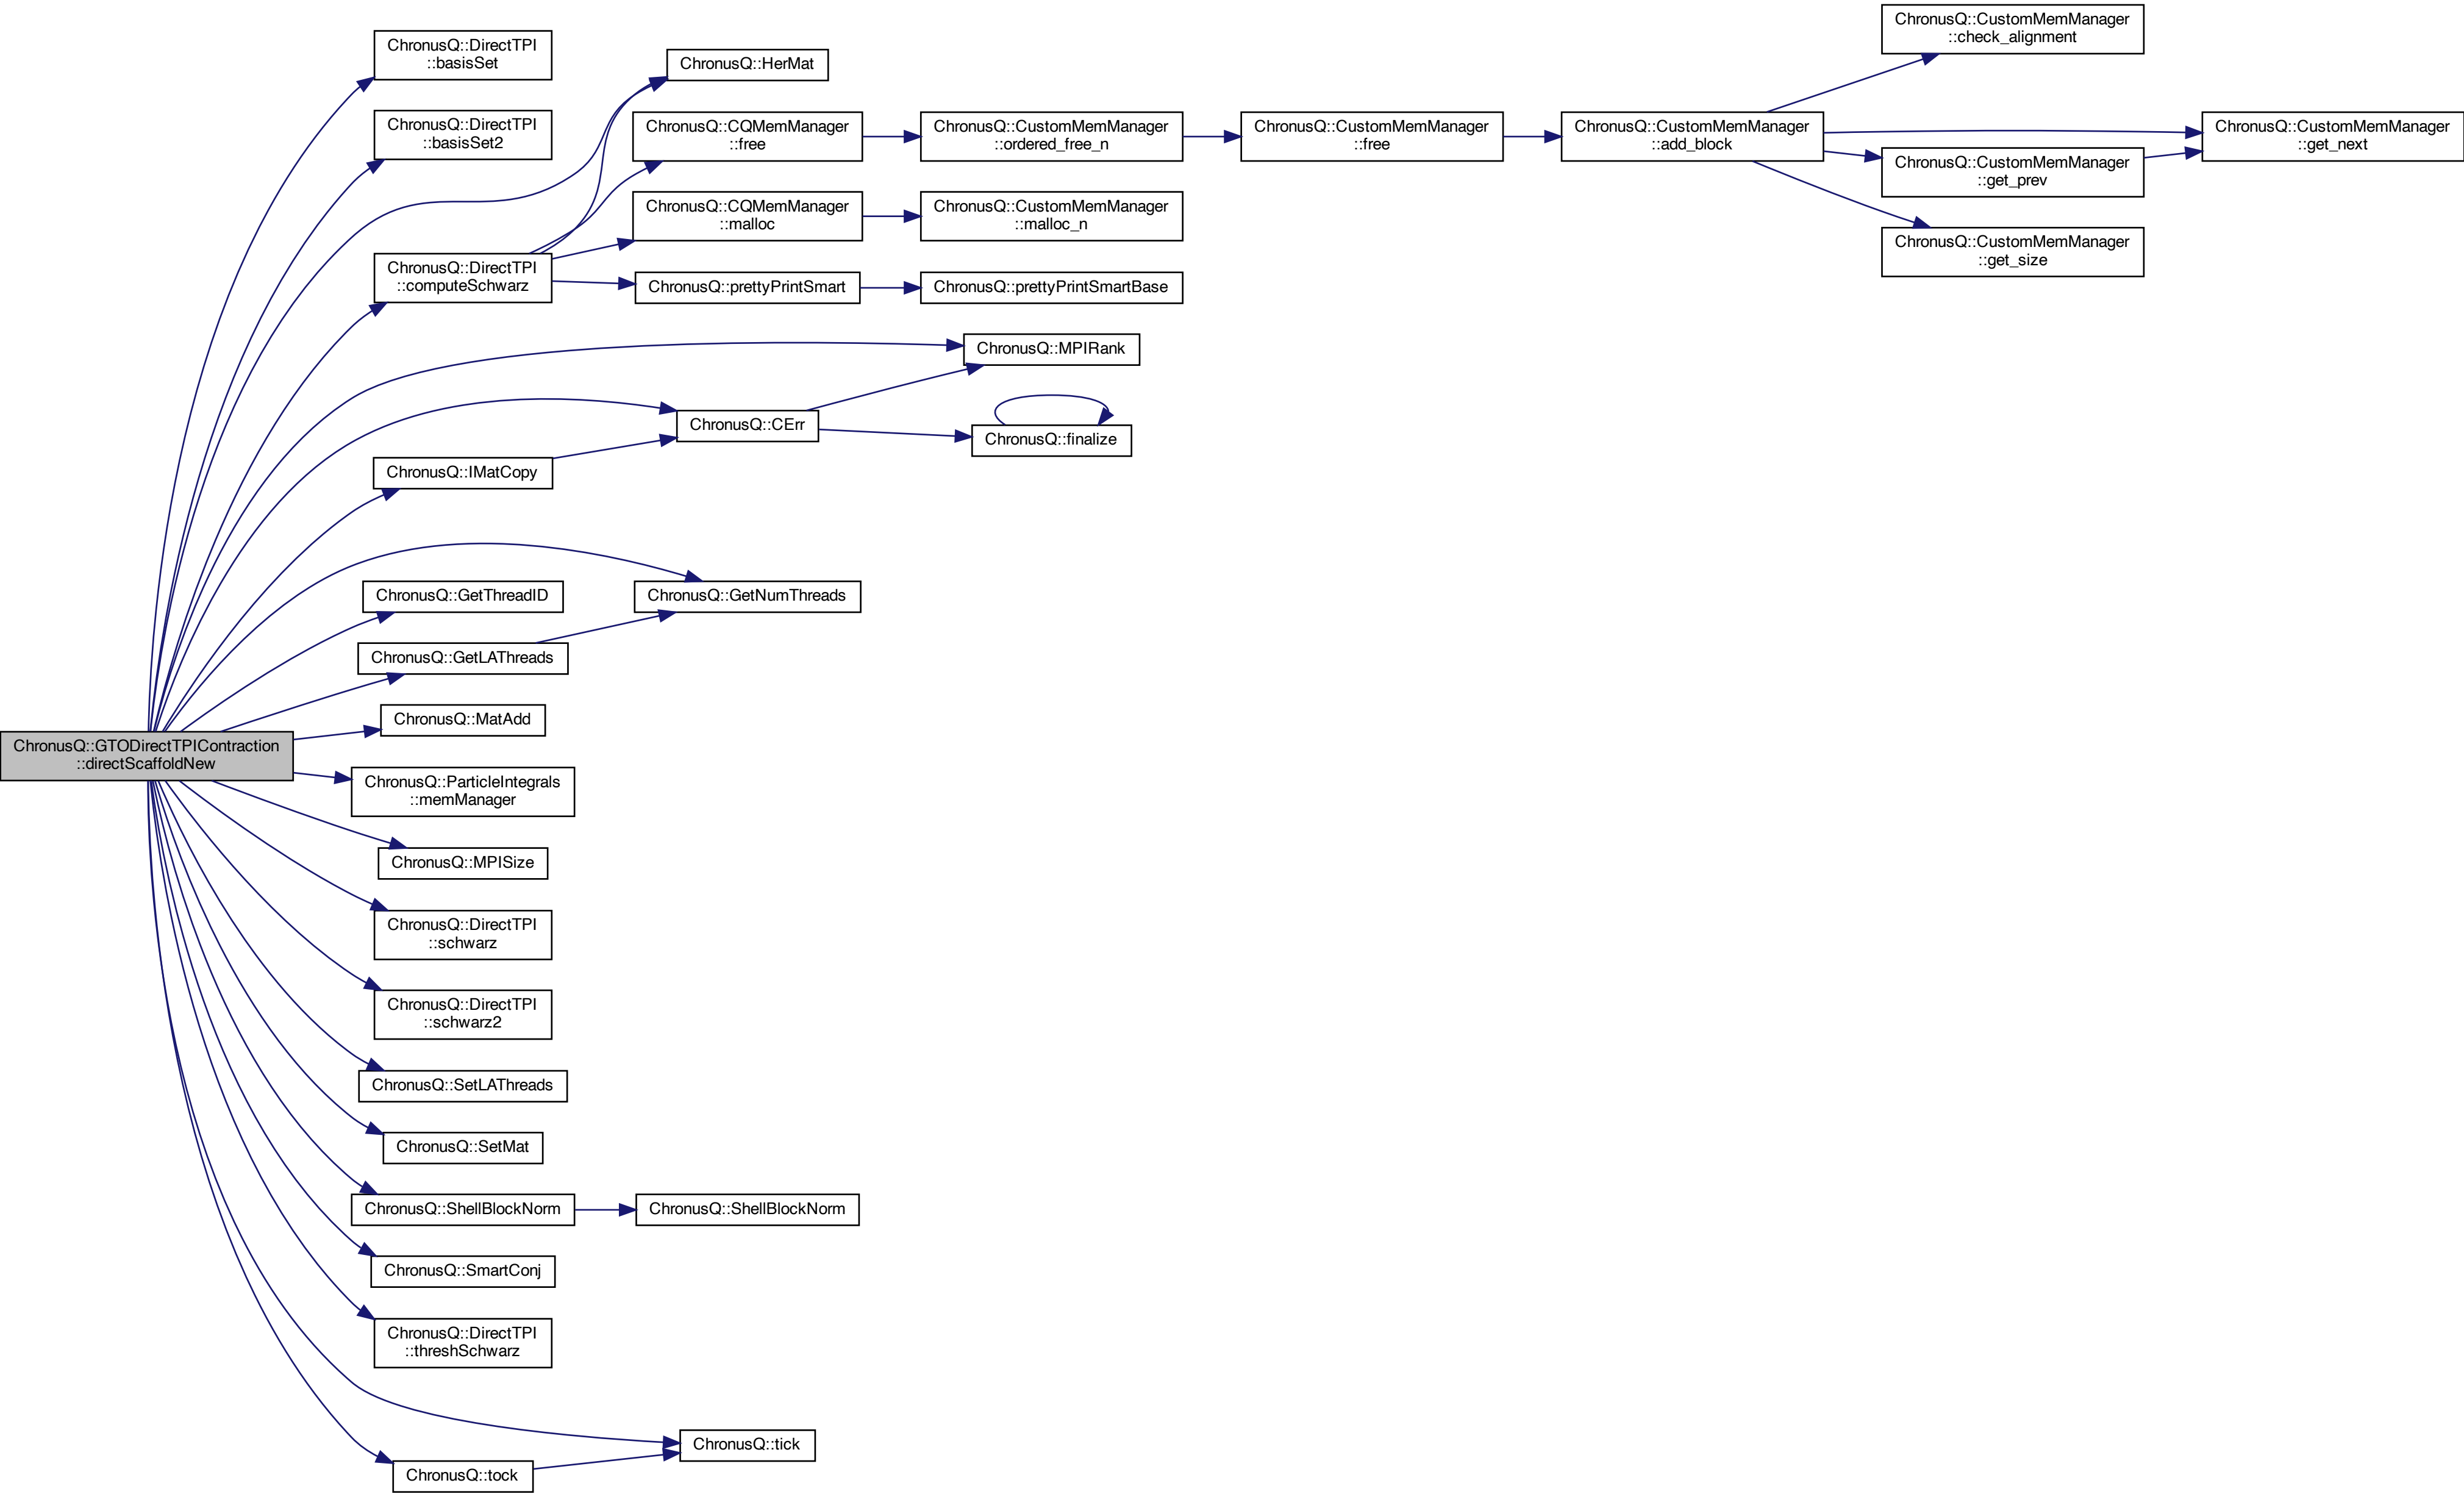 ChronusQ::GTODirectTPIContraction
::directScaffoldNew
ChronusQ::DirectTPI
::basisSet
ChronusQ::DirectTPI
::basisSet2
ChronusQ::HerMat
ChronusQ::DirectTPI
::computeSchwarz
ChronusQ::CQMemManager
::free
ChronusQ::CustomMemManager
::ordered_free_n
ChronusQ::CustomMemManager
::free
ChronusQ::CustomMemManager
::add_block
ChronusQ::CustomMemManager
::check_alignment
ChronusQ::CustomMemManager
::get_next
ChronusQ::CustomMemManager
::get_prev
ChronusQ::CustomMemManager
::get_size
ChronusQ::CQMemManager
::malloc
ChronusQ::CustomMemManager
::malloc_n
ChronusQ::prettyPrintSmart
ChronusQ::prettyPrintSmartBase
ChronusQ::MPIRank
ChronusQ::CErr
ChronusQ::finalize
ChronusQ::IMatCopy
ChronusQ::GetThreadID
ChronusQ::GetNumThreads
ChronusQ::GetLAThreads
ChronusQ::MatAdd
ChronusQ::ParticleIntegrals
::memManager
ChronusQ::MPISize
ChronusQ::DirectTPI
::schwarz
ChronusQ::DirectTPI
::schwarz2
ChronusQ::SetLAThreads
ChronusQ::SetMat
ChronusQ::ShellBlockNorm
ChronusQ::ShellBlockNorm
ChronusQ::SmartConj
ChronusQ::DirectTPI
::threshSchwarz
ChronusQ::tick
ChronusQ::tock